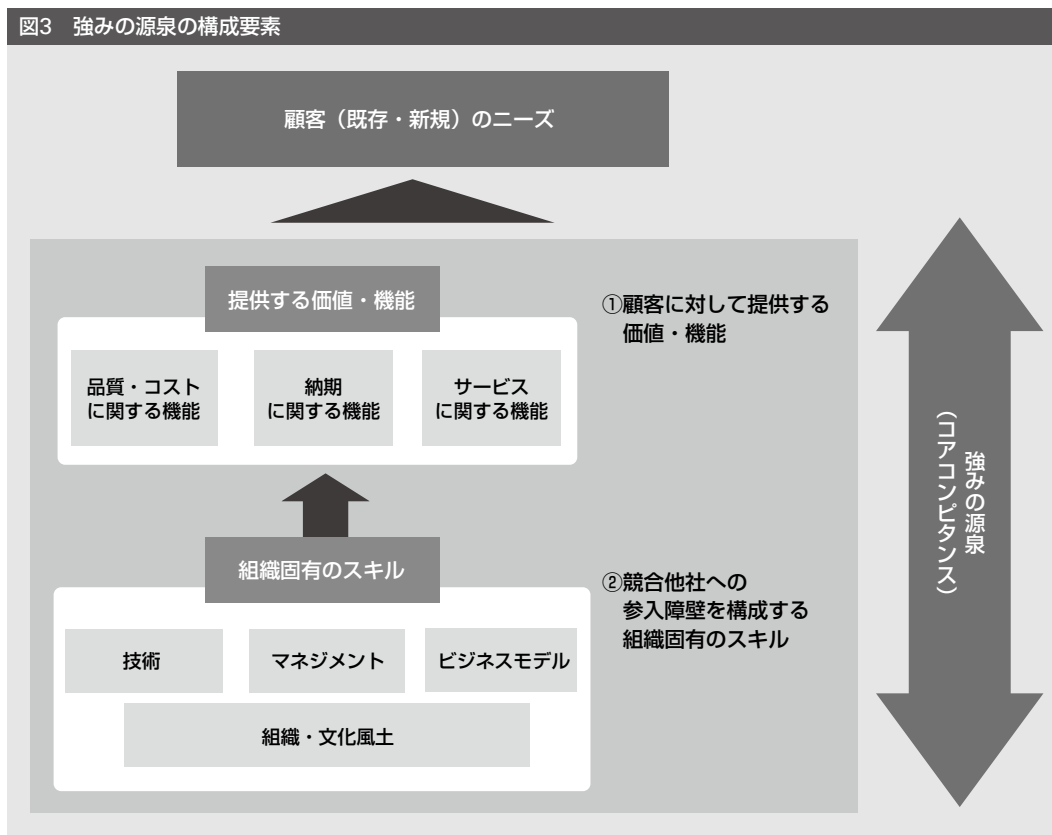 図3 強みの源泉の構成要素
顧客（既存・新規）のニーズ
提供する価値・機能
①顧客に対して提供する
価値・機能
品質・コスト
に関する機能
納期
に関する機能
サービス
に関する機能
組織固有のスキル
②競合他社への
参入障壁を構成する
組織固有のスキル
技術
マネジメント
ビジネスモデル
組織・文化風土
強みの源泉
（コアコンピタンス）